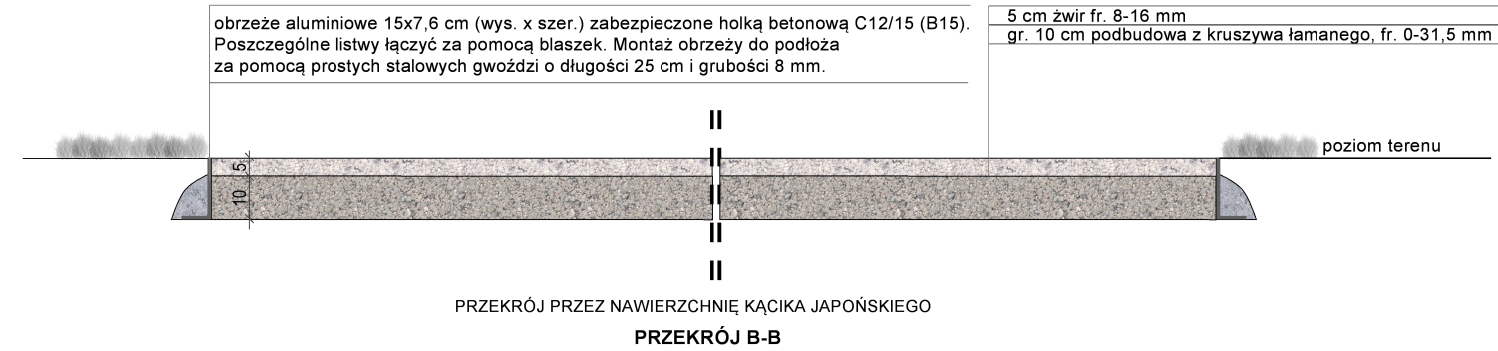 obrzeże aluminiowe 15x7,6 cm (wys. x szer.) zabezpieczone holką betonową C12/15 (B15).
Poszczególne listwy łączyć za pomocą blaszek. Montaż obrzeży do podłoża
za pomocą prostych stalowych gwoździ o długości 25 cm i grubości 8 mm.
5 cm żwir fr. 8-16 mm
gr. 10 cm podbudowa z kruszywa łamanego, fr. 0-31,5 mm
poziom terenu
5
10
PRZEKRÓJ PRZEZ NAWIERZCHNIĘ KĄCIKA JAPOŃSKIEGO
PRZEKRÓJ B-B